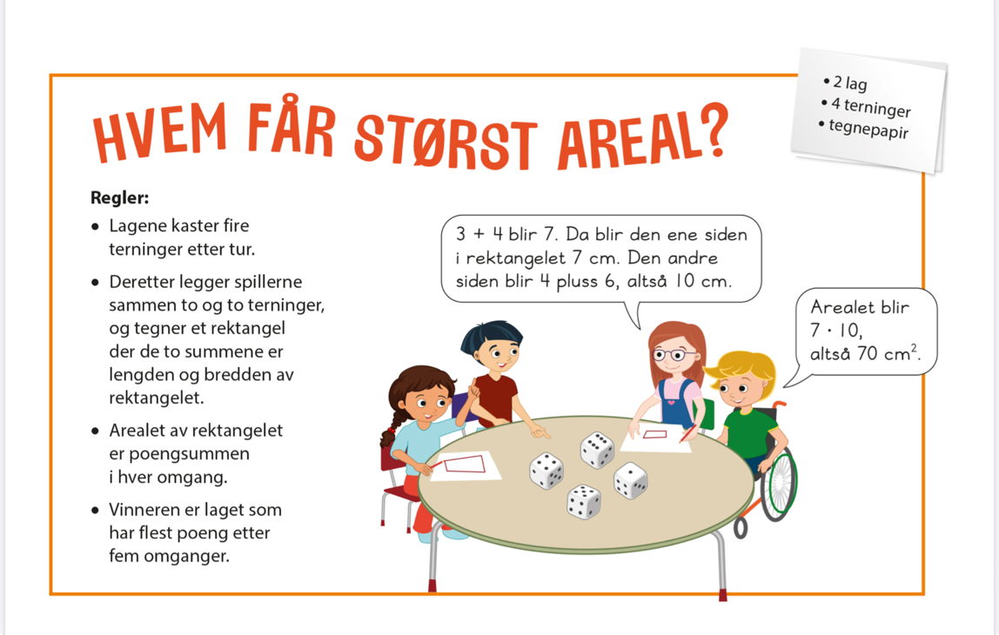 • 2 lag
• 4 terninger
• tegnepapir
HVEM FÅR STØRST AREAL?
Regler:
• Lagene kaster fire
terninger etter tur.
• Deretter legger spillerne
sammen to og to terninger,
og tegner et rektangel
der de to summene er
lengden og bredden av
rektangelet.
• Arealet av rektangelet
er poengsummen
i hver omgang.
• Vinneren er laget som
har flest poeng etter
fem omganger.
3 + 4 blir 7. Da blir den ene siden
i rektangelet 7 cm. Den andre
siden blir 4 pluss 6, altså 10 cm.
Arealet blir
7 · 10,
altså 70 cm².